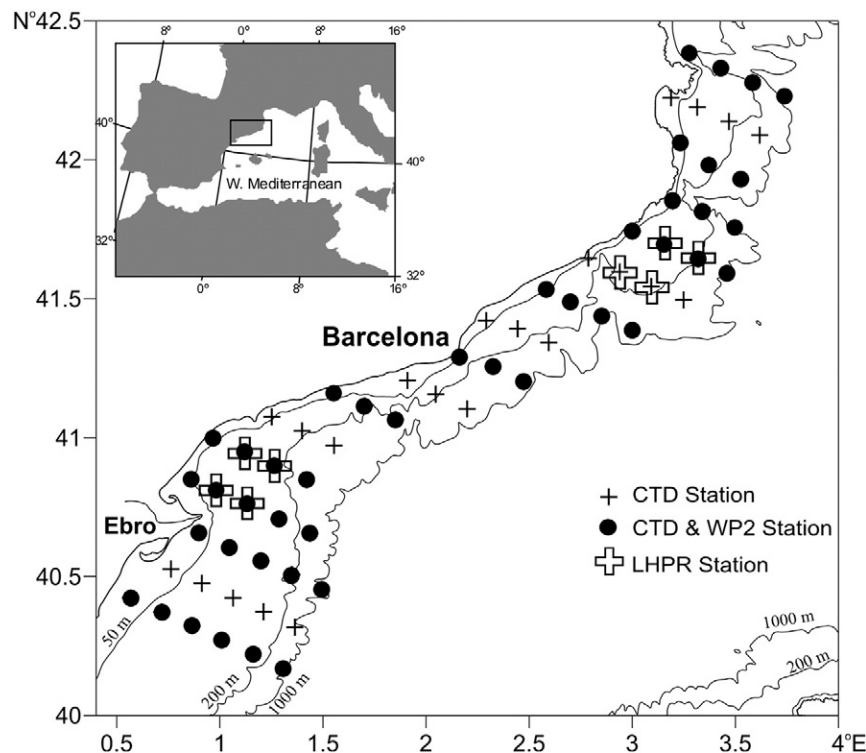 N°42.5
8°
0°
8°
16°
40°
40°
W. Mediterranean
32°
32°
0°
8°
16°
42
41.5
Barcelona
41
CTD Station
CTD & WP2 Station
LHPR Station
Ebro
40.5
50 m
200 m
1000 m
1000 m
200 m
40
0.5
1
1.5
2
2.5
3
3.5
4°E